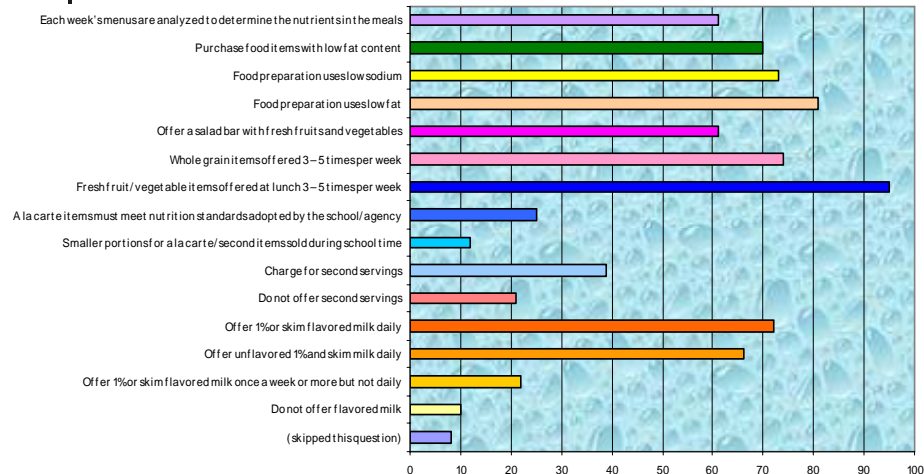 Each week's menus are analyzed to determine the nutrients in the meals
Purchase food items with low fat content
Food preparation uses low sodium
Food preparation uses low fat
Offer a salad bar with fresh fruits and vegetables
Whole grain items offered 3 – 5 times per week
Fresh fruit / vegetable items offered at lunch 3 – 5 times per week
A la carte items must meet nutrition standards adopted by the school/agency
Smaller portions for a la carte/second items sold during school time
Charge for second servings
Do not offer second servings
Offer 1% or skim flavored milk daily
Offer unflavored 1% and skim milk daily
Offer 1% or skim flavored milk once a week or more but not daily
Do not offer flavored milk
(skipped this question)
0 10 20 30 40 50 60 70 80 90 100